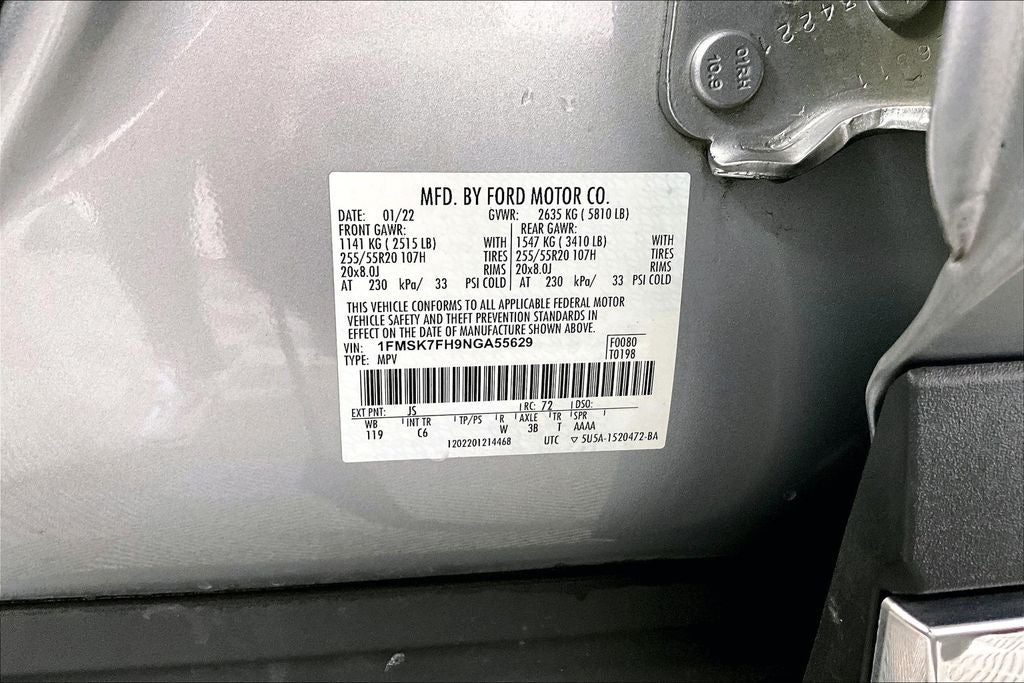 34221
6311
01RH
10.9
MFD. BY FORD MOTOR CO.
DATE: 01/22 GVWR: 2635 KG ( 5810 LB)
FRONT GAWR: REAR GAWR:
1141 KG ( 2515 LB) WITH 1547 KG ( 3410 LB) WITH
255/55R20 107H TIRES 255/55R20 107H TIRES
20x8.0J RIMS 20x8.0J RIMS
AT 230 kPa/ 33 PSI COLD AT 230 kPa/ 33 PSI COLD
THIS VEHICLE CONFORMS TO ALL APPLICABLE FEDERAL MOTOR
VEHICLE SAFETY AND THEFT PREVENTION STANDARDS IN
EFFECT ON THE DATE OF MANUFACTURE SHOWN ABOVE.
VIN: 1FMSK7FH9NGA55629 F0080
TYPE: MPV T0198
EXT PNT: JS RC: 72 DSO:
WB INT TR TP/PS R AXLE TR SPR
119 C6 W 3B T AAAA
1202201214468 UTC ▽ 5U5A-1520472-BA